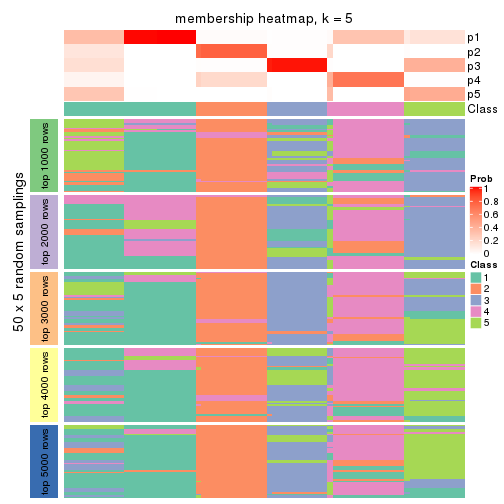 membership heatmap, k = 5
p1
p2
p3
p4
p5
Class
50 x 5 random samplings
top 1000 rows
top 2000 rows
top 3000 rows
top 4000 rows
top 5000 rows
Prob
1
0.8
0.6
0.4
0.2
0
Class
1
2
3
4
5